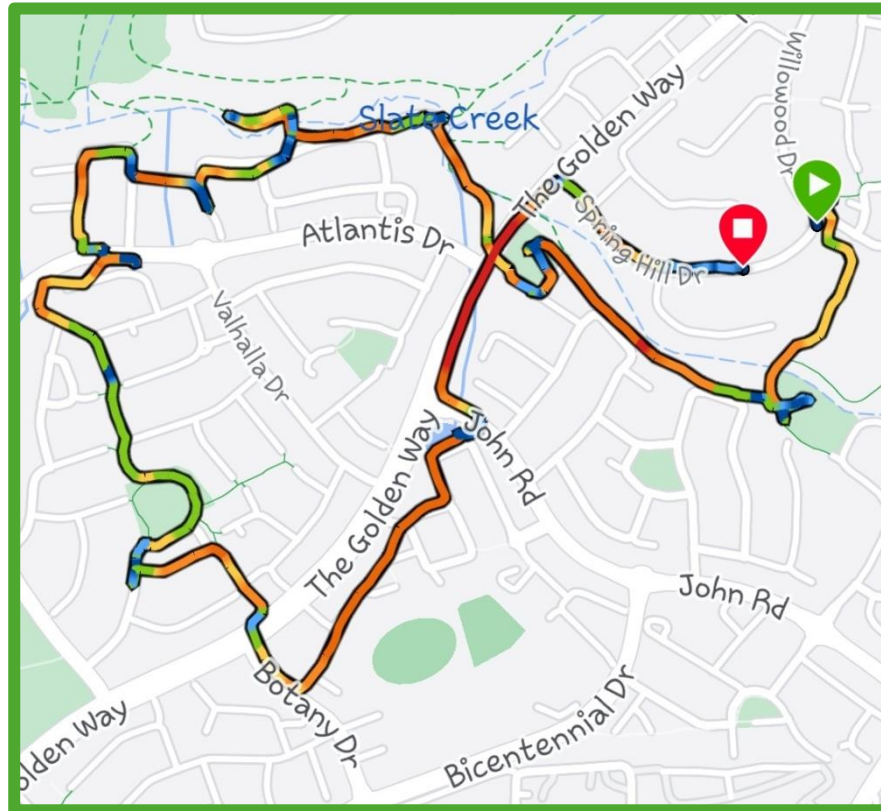 Willowood Dr
The Golden Way
Slate Creek
Spring Hill Dr
Atlantis Dr
Valhalla Dr
The Golden Way
John Rd
John Rd
Botany Dr
Bicentennial Dr
olden Way